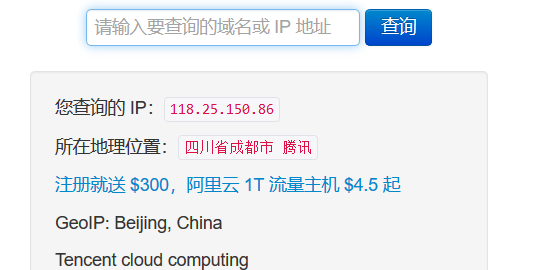 请输入要查询的域名或 IP 地址
查询
您查询的 IP：118.25.150.86
所在地理位置：四川省成都市 腾讯
注册就送 $300，阿里云 1T 流量主机 $4.5 起
GeoIP: Beijing, China
Tencent cloud computing